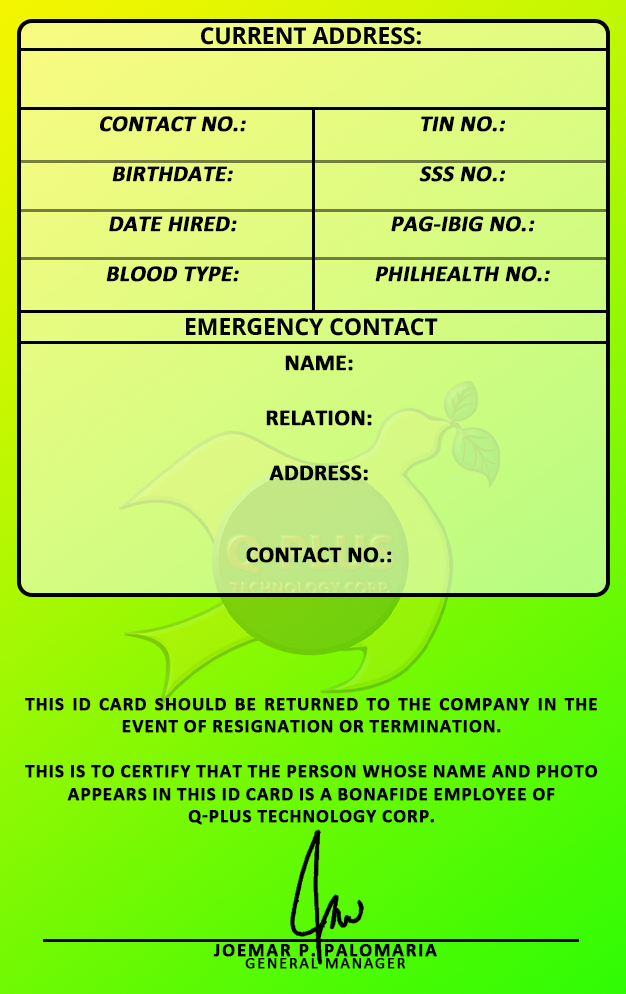 CURRENT ADDRESS:
CONTACT NO.:
TIN NO.:
BIRTHDATE:
SSS NO.:
DATE HIRED:
PAG-IBIG NO.:
BLOOD TYPE:
PHILHEALTH NO.:
EMERGENCY CONTACT
NAME:
RELATION:
ADDRESS:
Q-PLUS
CONTACT NO.:
TECHNOLOGY CORP.
THIS ID CARD SHOULD BE RETURNED TO THE COMPANY IN THE
EVENT OF RESIGNATION OR TERMINATION.
THIS IS TO CERTIFY THAT THE PERSON WHOSE NAME AND PHOTO
APPEARS IN THIS ID CARD IS A BONAFIDE EMPLOYEE OF
Q-PLUS TECHNOLOGY CORP.
JOEMAR P. PALOMARIA
GENERAL MANAGER